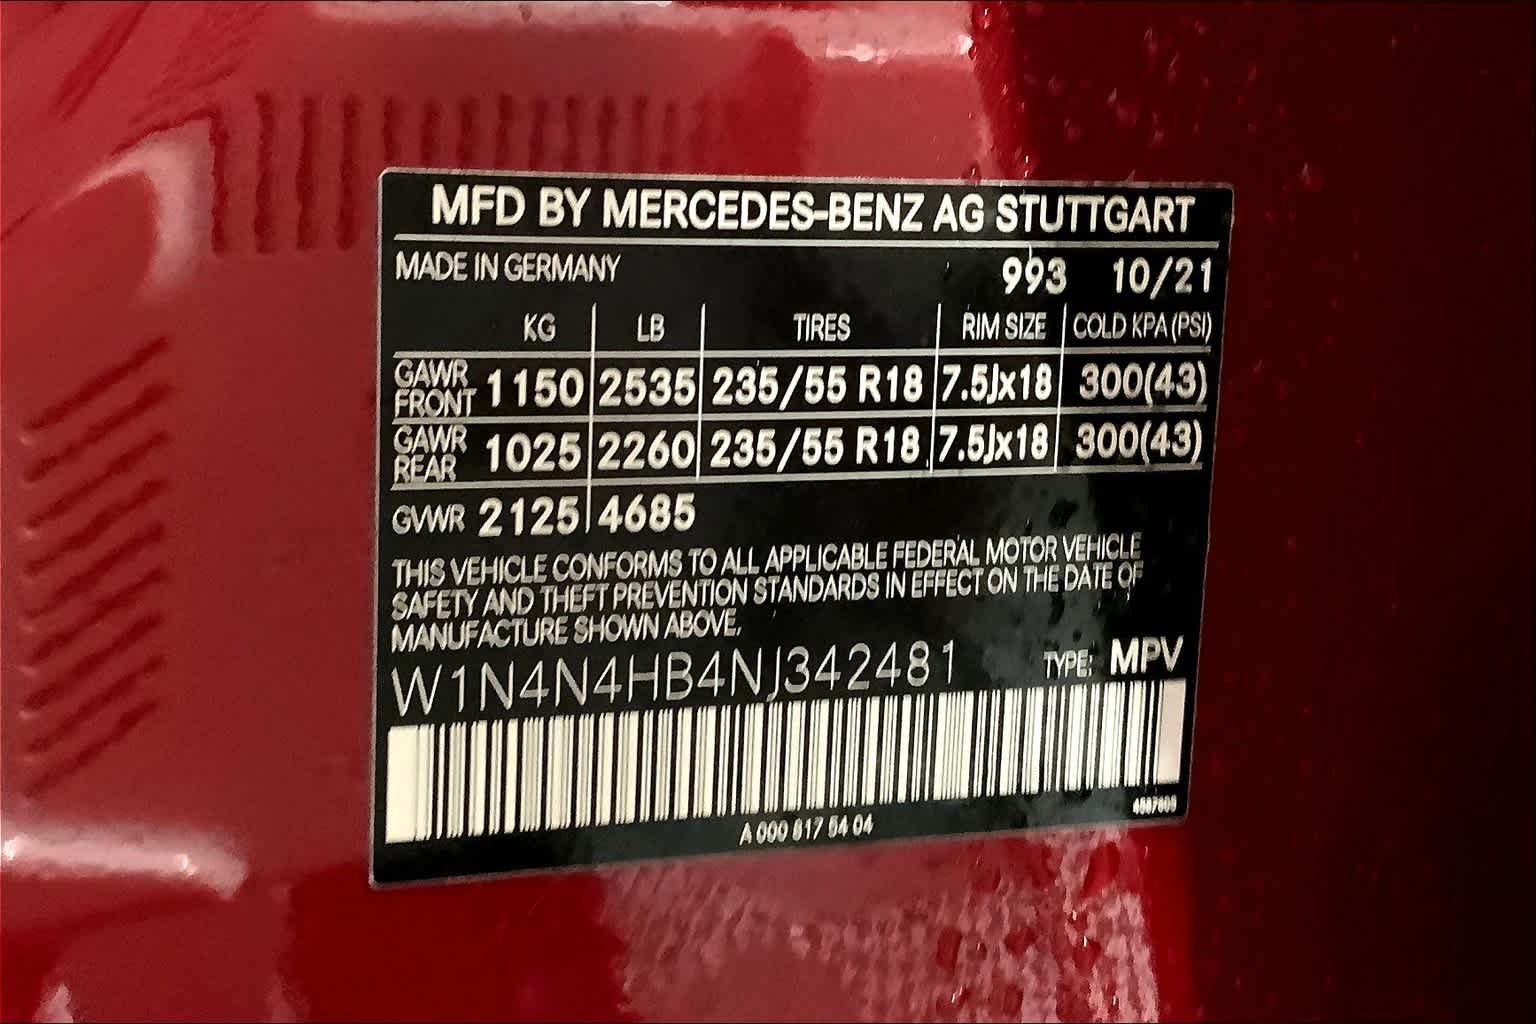 MFD BY MERCEDES-BENZ AG STUTTGART
MADE IN GERMANY 993 10/21
KG LB TIRES RIM SIZE COLD KPA (PSI)
GAWR FRONT 1150 2535 235/55 R18 7.5Jx18 300(43)
GAWR REAR 1025 2260 235/55 R18 7.5Jx18 300(43)
GVWR 2125 4685
THIS VEHICLE CONFORMS TO ALL APPLICABLE FEDERAL MOTOR VEHICLE
SAFETY AND THEFT PREVENTION STANDARDS IN EFFECT ON THE DATE OF
MANUFACTURE SHOWN ABOVE.
W1N4N4HB4NJ342481 TYPE: MPV
A 000 817 54 04